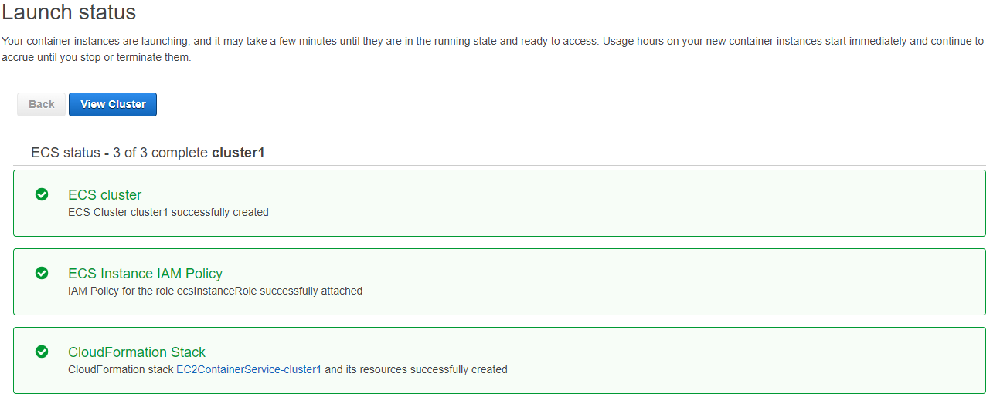 Launch status
Your container instances are launching, and it may take a few minutes until they are in the running state and ready to access. Usage hours on your new container instances start immediately and continue to
accrue until you stop or terminate them.
Back
View Cluster
ECS status - 3 of 3 complete cluster1
ECS cluster
ECS Cluster cluster1 successfully created
ECS Instance IAM Policy
IAM Policy for the role ecsInstanceRole successfully attached
CloudFormation Stack
CloudFormation stack EC2ContainerService-cluster1 and its resources successfully created